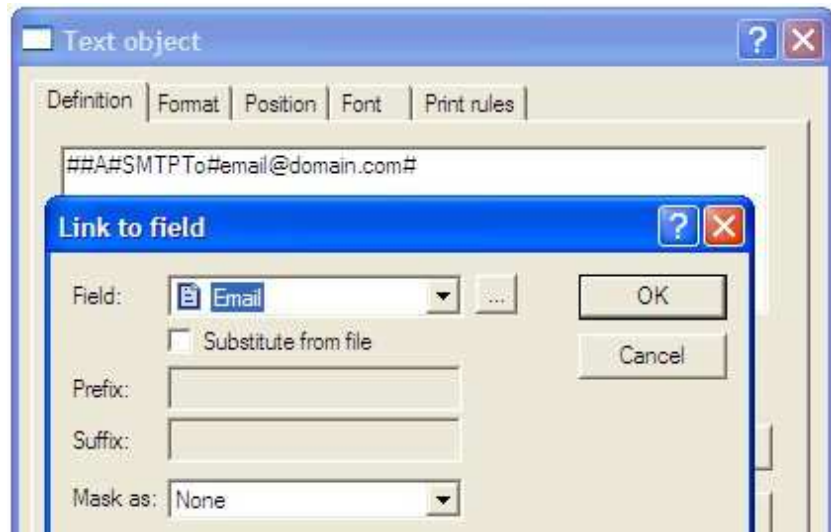 Text object
Definition Format Position Font Print rules
##A#SMTPTo#email@domain.com#
Link to field
Field: Email ... OK
Substitute from file
Cancel
Prefix:
Suffix:
Mask as: None